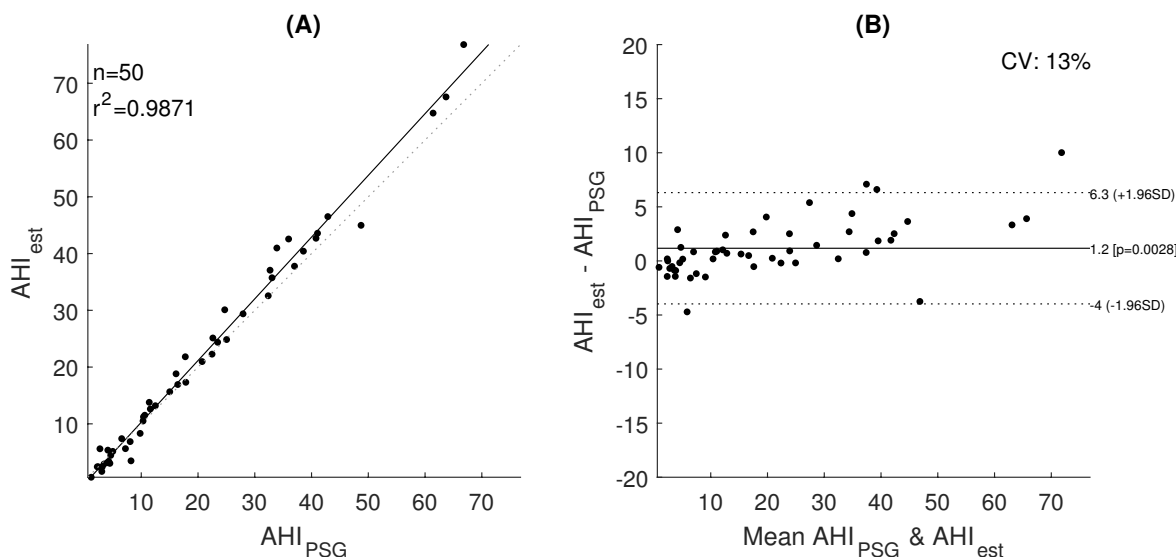 (A)
n=50
r²=0.9871
AHI_est
70
60
50
40
30
20
10
10 20 30 40 50 60 70
AHI_PSG
(B)
CV: 13%
AHI_est - AHI_PSG
20
15
10
5
0
-5
-10
-15
-20
6.3 (+1.96SD)
1.2 [p=0.0028]
-4 (-1.96SD)
10 20 30 40 50 60 70
Mean AHI_PSG & AHI_est